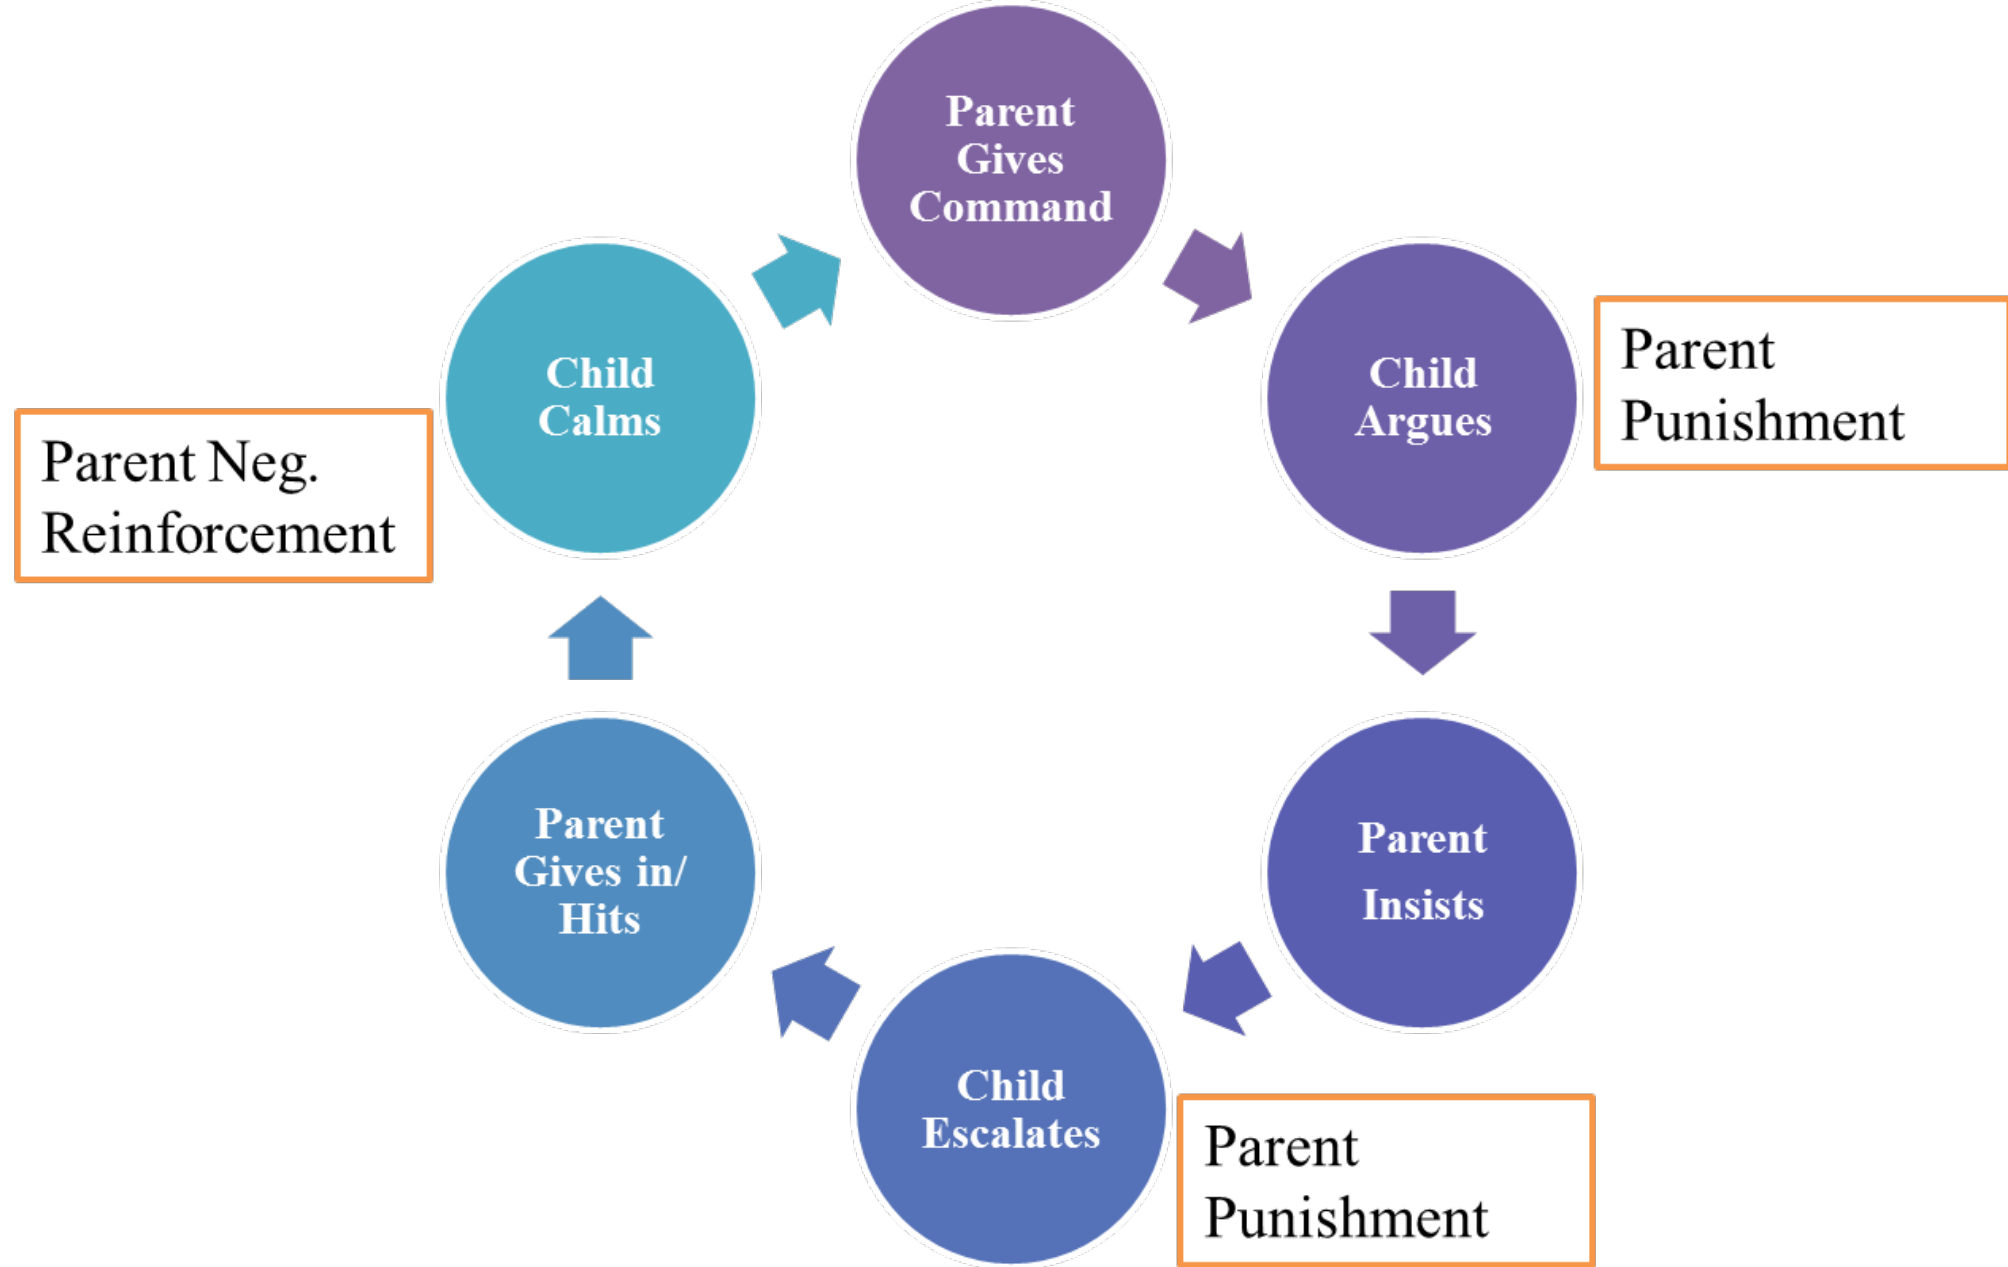 Parent
Gives
Command
Child
Argues
Parent
Punishment
Parent
Insists
Child
Escalates
Parent
Punishment
Parent
Gives in/
Hits
Child
Calms
Parent Neg.
Reinforcement